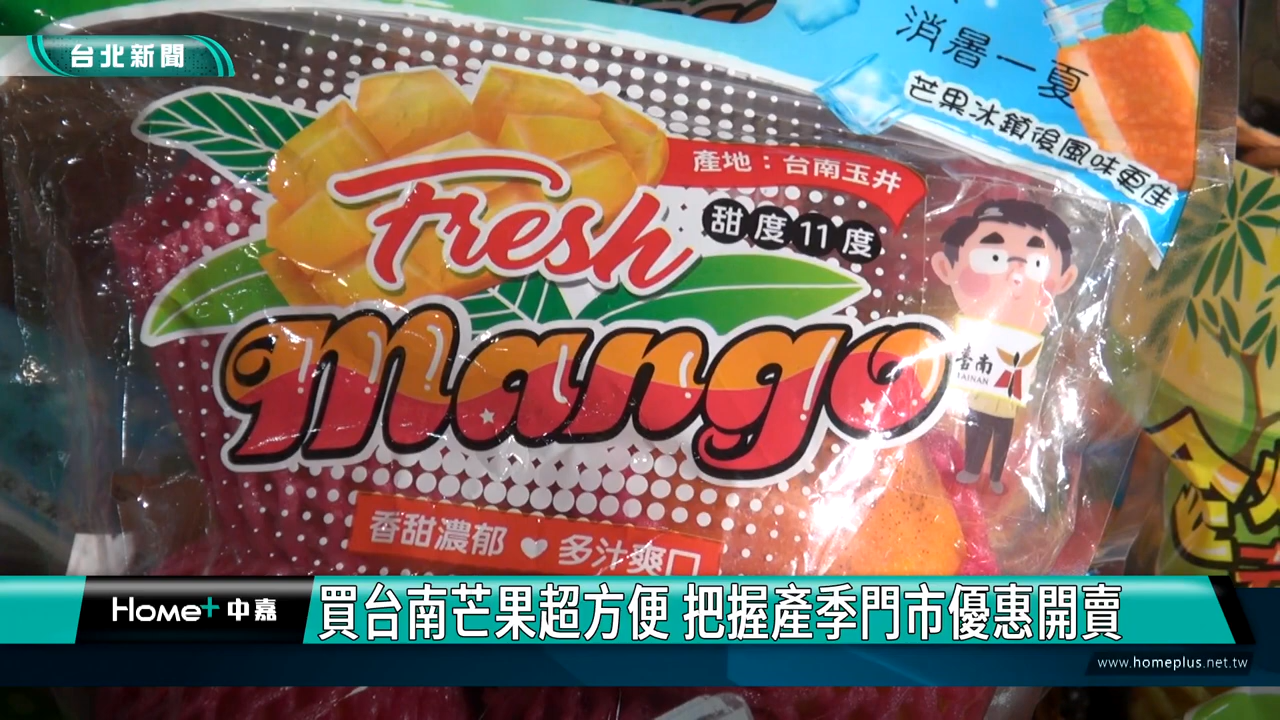 台北新聞
消暑一夏
芒果冰鎮後風味更佳
產地：台南玉井
Fresh
甜度11度
mango
臺南
TAINAN
香甜濃郁 多汁爽口
Home+ 中嘉
買台南芒果超方便 把握產季門市優惠開賣
www.homeplus.net.tw